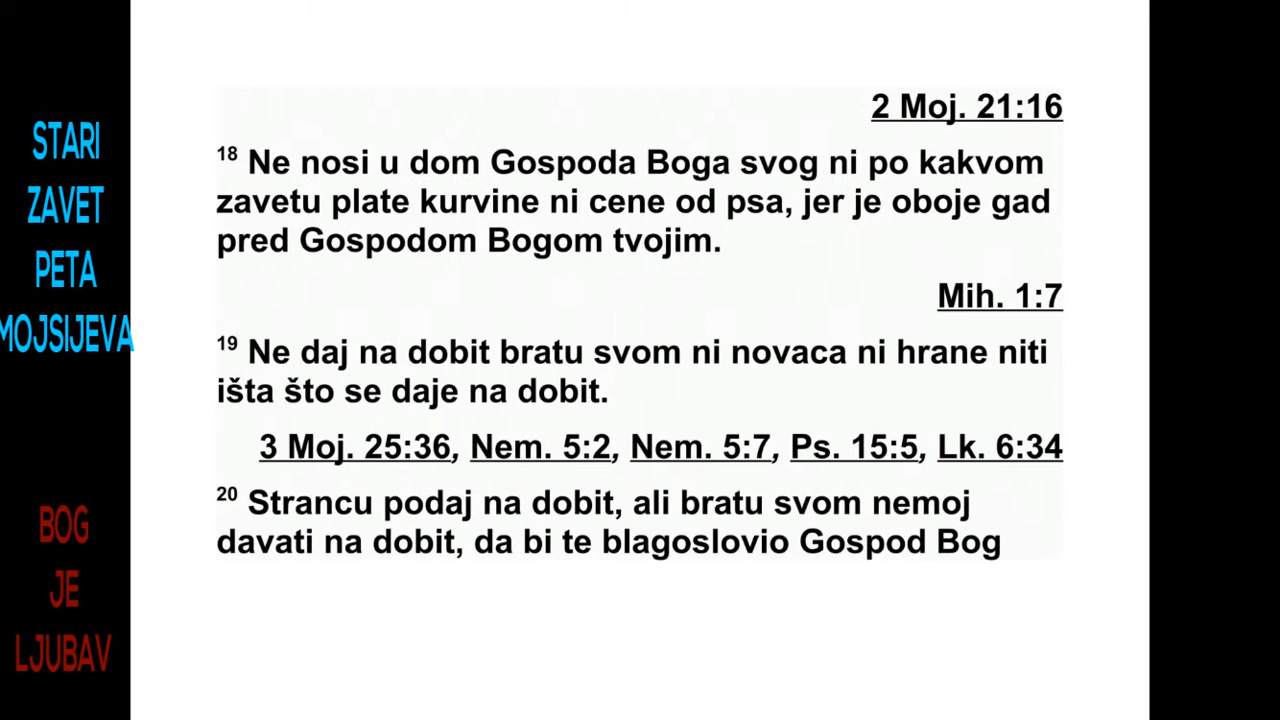 STARI
ZAVET
PETA
MOJSIJEVA
BOG
JE
LJUBAV
2 Moj. 21:16
18 Ne nosi u dom Gospoda Boga svog ni po kakvom
zavetu plate kurvine ni cene od psa, jer je oboje gad
pred Gospodom Bogom tvojim.
Mih. 1:7
19 Ne daj na dobit bratu svom ni novaca ni hrane niti
išta što se daje na dobit.
3 Moj. 25:36, Nem. 5:2, Nem. 5:7, Ps. 15:5, Lk. 6:34
20 Strancu podaj na dobit, ali bratu svom nemoj
davati na dobit, da bi te blagoslovio Gospod Bog